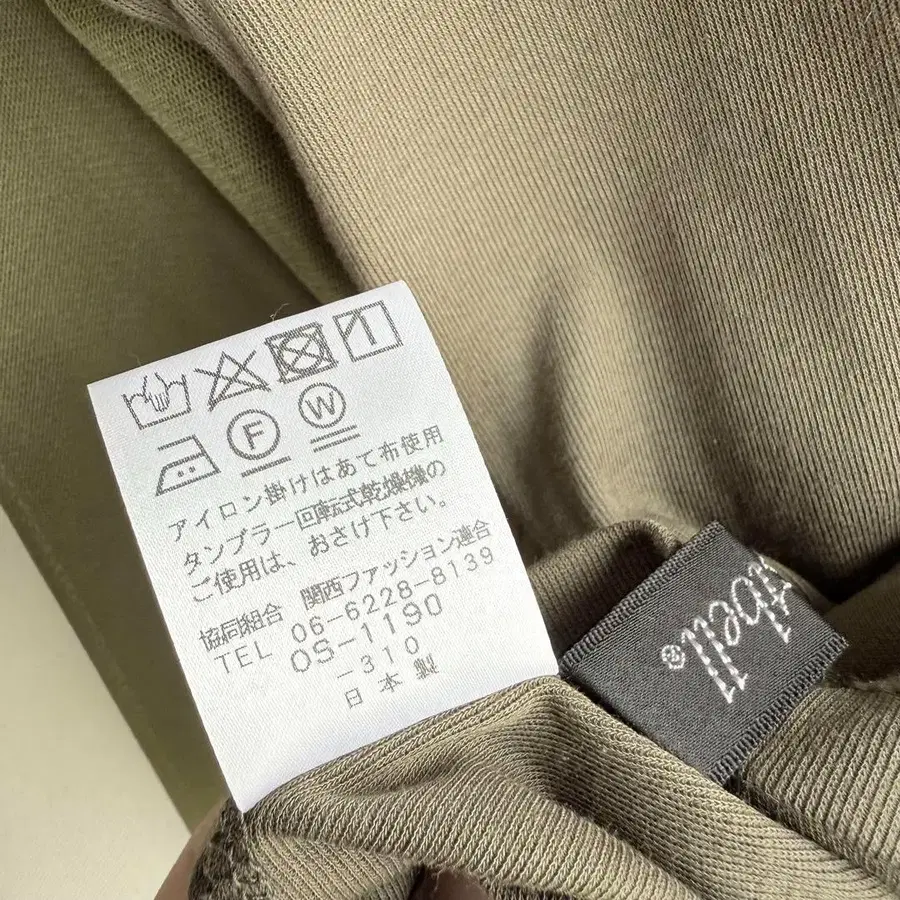 F W
アイロン掛けはあて布使用
タンブラー回転式乾燥機の
ご使用は、おさけ下さい。
協同組合 関西ファッション連合
TEL 06-6228-8139
OS-1190
-310
日本製
®